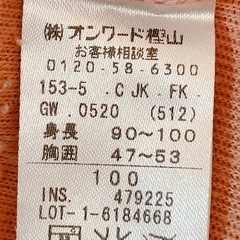 (株)オンワード樫山
お客様相談室
0120-58-6300
153-5 .CJK .FK.
GW .0520 (512)
身長 90～100
胸囲 47～53
100
INS. 479225
LOT-1-6184668